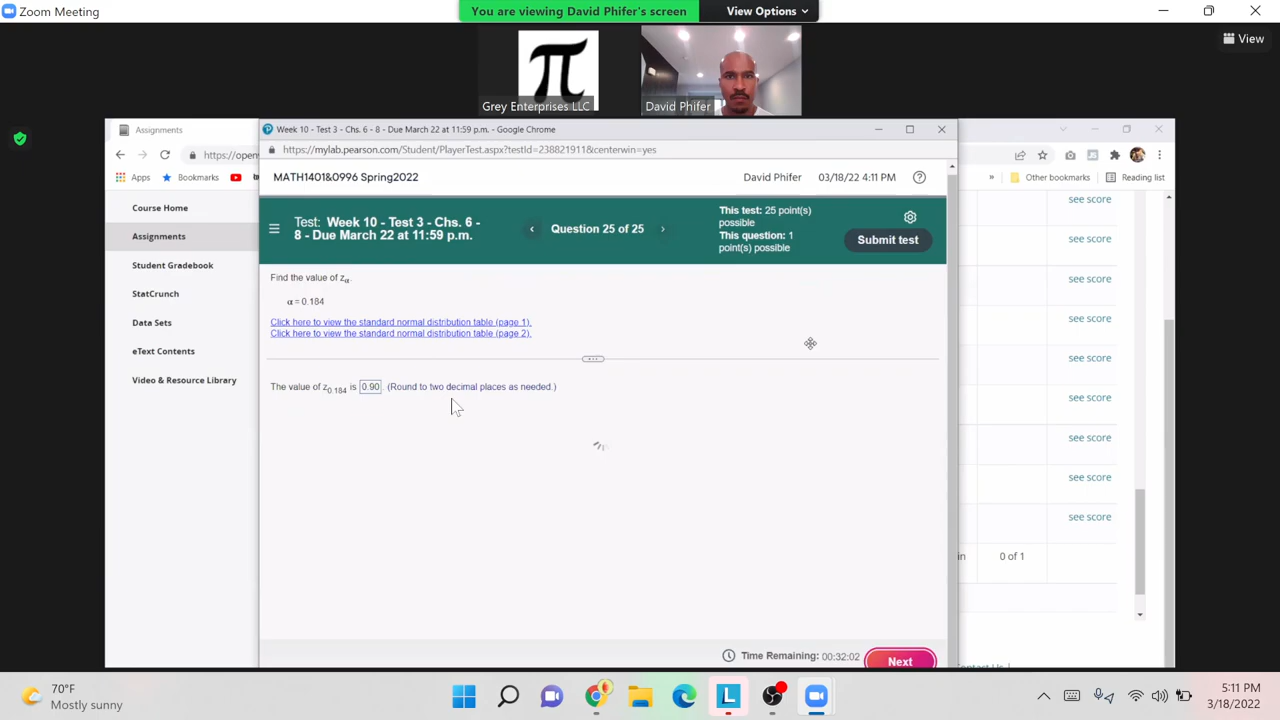 Zoom Meeting
You are viewing David Phifer's screen
View Options
View
Grey Enterprises LLC
David Phifer
Assignments
Week 10 - Test 3 - Chs. 6 - 8 - Due March 22 at 11:59 p.m. - Google Chrome
https://opens
https://mylab.pearson.com/Student/PlayerTest.aspx?testId=238821911&centerwin=yes
Apps
Bookmarks
Other bookmarks
Reading list
MATH1401&0996 Spring2022
David Phifer
03/18/22 4:11 PM
Course Home
Assignments
Student Gradebook
StatCrunch
Data Sets
eText Contents
Video & Resource Library
Test: Week 10 - Test 3 - Chs. 6 -
8 - Due March 22 at 11:59 p.m.
Question 25 of 25
This test: 25 point(s)
possible
This question: 1
point(s) possible
Submit test
Find the value of zα.
α = 0.184
Click here to view the standard normal distribution table (page 1).
Click here to view the standard normal distribution table (page 2).
The value of z0.184 is 0.90. (Round to two decimal places as needed.)
Time Remaining: 00:32:02
Next
see score
see score
see score
see score
see score
see score
see score
see score
see score
in
0 of 1
70°F
Mostly sunny
L
5:11 PM
3/18/2022